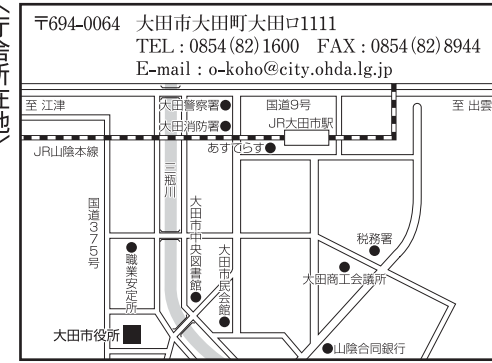 〈庁舎所在地〉
〒694-0064 大田市大田町大田ロ1111
TEL：0854(82)1600 FAX：0854(82)8944
E-mail：o-koho@city.ohda.lg.jp
至 江津
大田警察署
国道9号
至 出雲
大田消防署
JR大田市駅
JR山陰本線
あすてらす
三瓶川
国道375号
大田市中央図書館
大田市民会館
職業安定所
税務署
大田商工会議所
大田市役所
山陰合同銀行